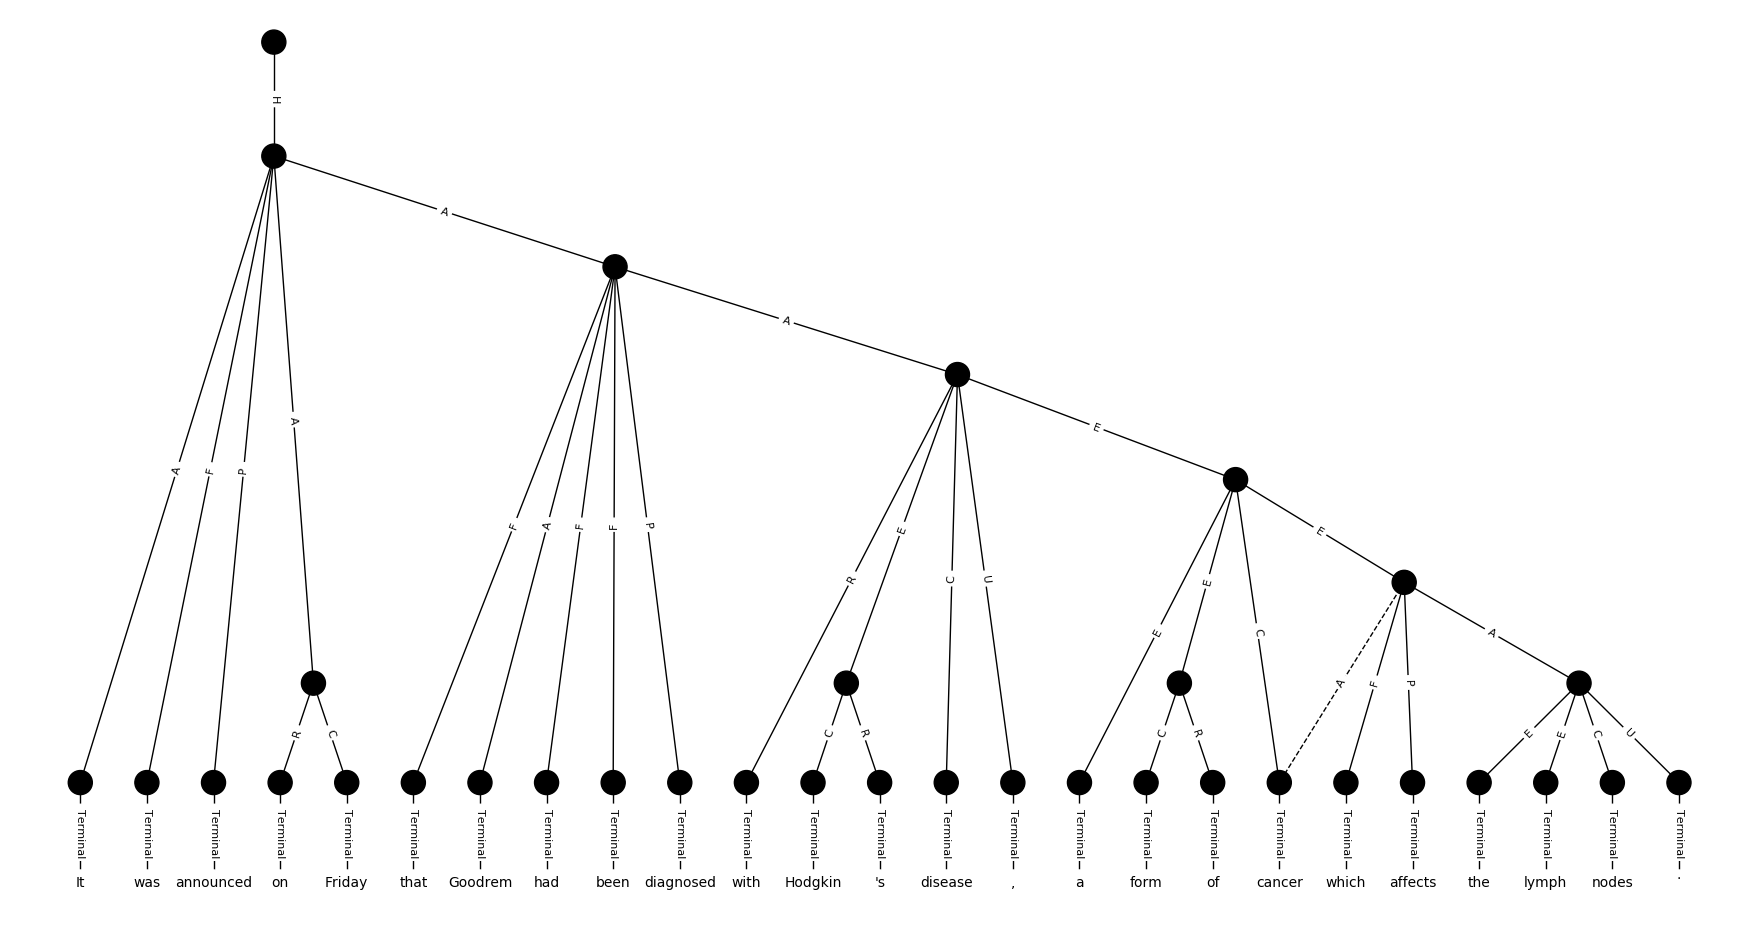 H
A
A
A
F
P
A
E
F
A
F
F
P
E
R
E
C
U
E
E
C
A
A
F
P
R
C
C
R
C
R
E
E
C
U
Terminal Terminal Terminal Terminal Terminal Terminal Terminal Terminal Terminal Terminal Terminal Terminal Terminal Terminal Terminal Terminal Terminal Terminal Terminal Terminal Terminal Terminal Terminal Terminal Terminal
It was announced on Friday that Goodrem had been diagnosed with Hodgkin 's disease , a form of cancer which affects the lymph nodes .